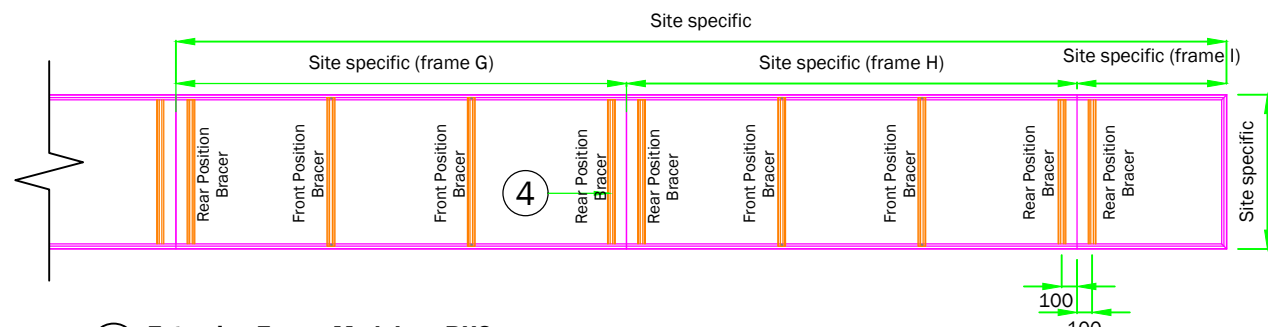 Site specific
Site specific (frame G)
Site specific (frame H)
Site specific (frame I)
Rear Position
Bracer
Front Position
Bracer
Front Position
Bracer
4
Rear Position
Bracer
Rear Position
Bracer
Front Position
Bracer
Front Position
Bracer
Rear Position
Bracer
Rear Position
Bracer
Site specific
100
100